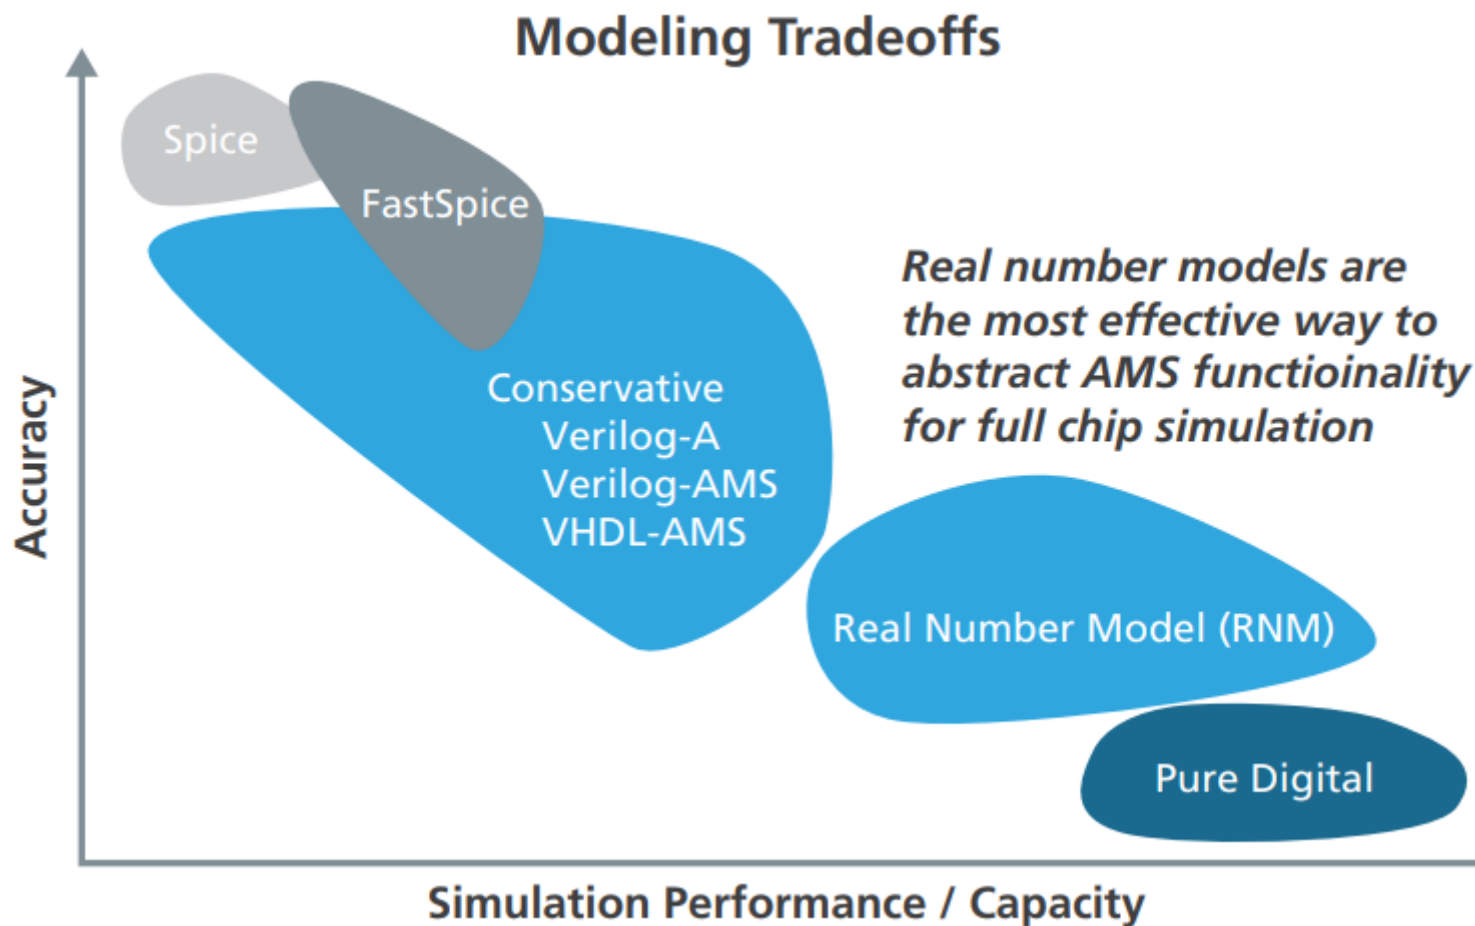 Modeling Tradeoffs
Spice
FastSpice
Conservative
Verilog-A
Verilog-AMS
VHDL-AMS
Real number models are
the most effective way to
abstract AMS functioinality
for full chip simulation
Real Number Model (RNM)
Pure Digital
Accuracy
Simulation Performance / Capacity